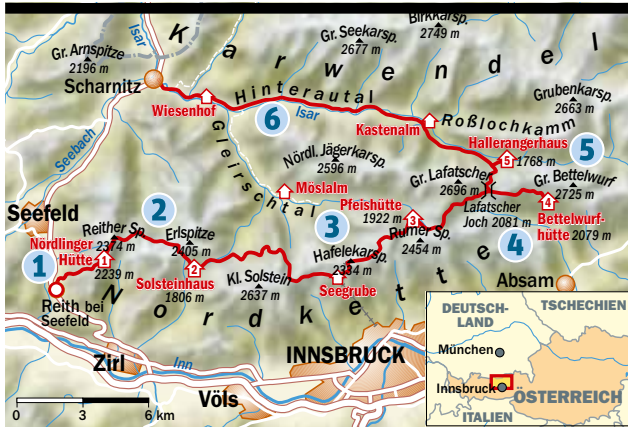 Karwendel
Isar
Gr. Arnspitze
2196 m
Scharnitz
Gr. Seekarsp.
2677 m
Birkkarsp.
2749 m
Wiesenhof
Hinterautal
Isar
6
Grubenkarsp.
2663 m
Kastenalm
Roßlochkamm
Seebach
Gleirschtal
Nördl. Jägerkarsp.
2596 m
Hallerangerhaus
5
1768 m
5
Möslalm
Gr. Lafatscher
2696 m
Gr. Bettelwurf
2725 m
Pfeishütte
1922 m
3
Lafatscher
Joch 2081 m
4
Bettelwurf-
hütte 2079 m
4
Seefeld
2
Reither Sp.
2374 m
Nördlinger
Hütte
1
2239 m
1
Erlspitze
2405 m
2
Solsteinhaus
1806 m
3
Rumer Sp.
2454 m
Hafelekarsp.
2334 m
Kl. Solstein
2637 m
Seegrube
Absam
Reith bei
Seefeld
Nordkette
Zirl
Inn
INNSBRUCK
Völs
0 3 6 km
DEUTSCH-
LAND
TSCHECHIEN
München
Innsbruck
ÖSTERREICH
ITALIEN